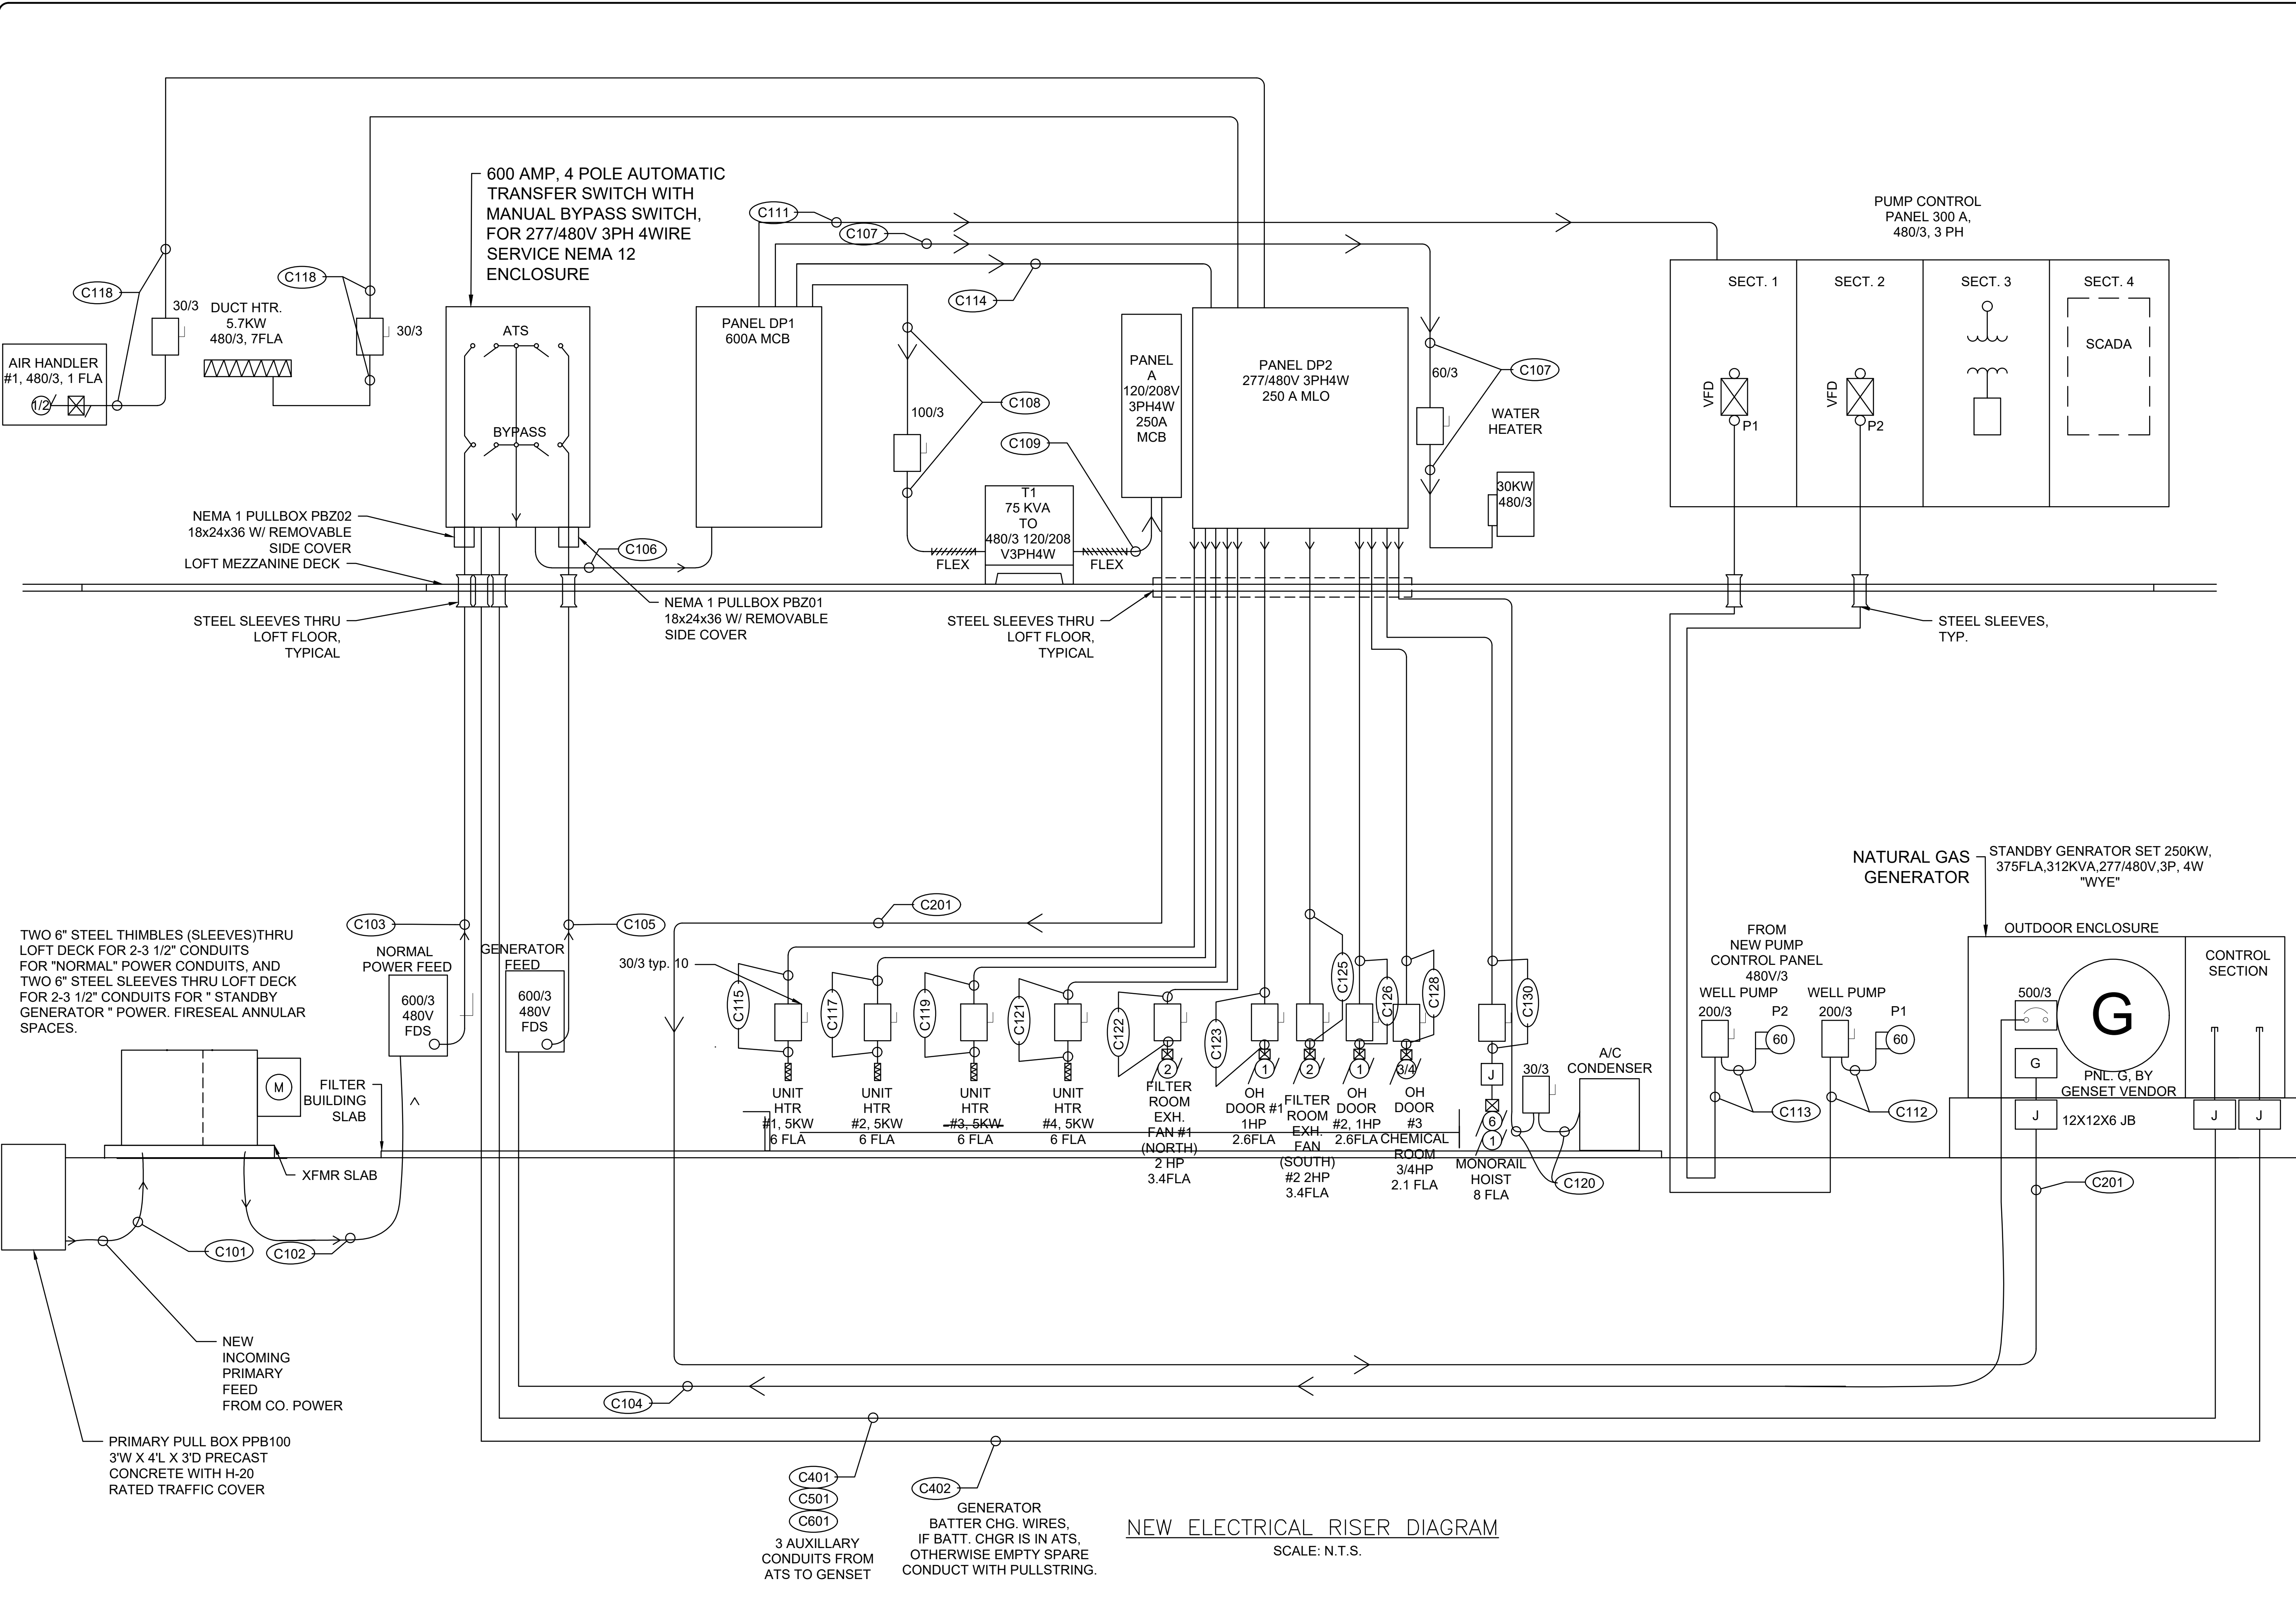 600 AMP, 4 POLE AUTOMATIC
TRANSFER SWITCH WITH
MANUAL BYPASS SWITCH,
FOR 277/480V 3PH 4WIRE
SERVICE NEMA 12
ENCLOSURE
C111
C107
C114
PUMP CONTROL
PANEL 300 A,
480/3, 3 PH
C118
C118
30/3
DUCT HTR.
5.7KW
480/3, 7FLA
30/3
AIR HANDLER
#1, 480/3, 1 FLA
1/2
ATS
BYPASS
PANEL DP1
600A MCB
100/3
C108
C109
PANEL
A
120/208V
3PH4W
250A
MCB
PANEL DP2
277/480V 3PH4W
250 A MLO
60/3
C107
WATER
HEATER
30KW
480/3
SECT. 1
SECT. 2
SECT. 3
SECT. 4
VFD
P1
VFD
P2
SCADA
T1
75 KVA
TO
480/3 120/208
V3PH4W
FLEX
FLEX
NEMA 1 PULLBOX PBZ02
18x24x36 W/ REMOVABLE
SIDE COVER
LOFT MEZZANINE DECK
C106
STEEL SLEEVES THRU
LOFT FLOOR,
TYPICAL
NEMA 1 PULLBOX PBZ01
18x24x36 W/ REMOVABLE
SIDE COVER
STEEL SLEEVES THRU
LOFT FLOOR,
TYPICAL
STEEL SLEEVES,
TYP.
NATURAL GAS
GENERATOR
STANDBY GENRATOR SET 250KW,
375FLA,312KVA,277/480V,3P, 4W
"WYE"
OUTDOOR ENCLOSURE
CONTROL
SECTION
500/3
G
G
PNL. G, BY
GENSET VENDOR
J
12X12X6 JB
J
J
C201
FROM
NEW PUMP
CONTROL PANEL
480V/3
WELL PUMP
200/3
P2
60
WELL PUMP
200/3
P1
60
C113
C112
TWO 6" STEEL THIMBLES (SLEEVES)THRU
LOFT DECK FOR 2-3 1/2" CONDUITS
FOR "NORMAL" POWER CONDUITS, AND
TWO 6" STEEL SLEEVES THRU LOFT DECK
FOR 2-3 1/2" CONDUITS FOR " STANDBY
GENERATOR " POWER. FIRESEAL ANNULAR
SPACES.
C103
C105
NORMAL
POWER FEED
600/3
480V
FDS
GENERATOR
FEED
600/3
480V
FDS
C201
30/3 typ. 10
C115
C117
C119
C121
C122
C123
C125
C126
C128
C130
UNIT
HTR
#1, 5KW
6 FLA
UNIT
HTR
#2, 5KW
6 FLA
UNIT
HTR
#3, 5KW
6 FLA
UNIT
HTR
#4, 5KW
6 FLA
2
FILTER
ROOM
EXH.
FAN #1
(NORTH)
2 HP
3.4FLA
1
OH
DOOR #1
1HP
2.6FLA
2
FILTER
ROOM
EXH.
FAN
(SOUTH)
#2 2HP
3.4FLA
1
OH
DOOR
#2, 1HP
2.6FLA
3/4
OH
DOOR
#3
CHEMICAL
ROOM
3/4HP
2.1 FLA
J
6
1
MONORAIL
HOIST
8 FLA
30/3
A/C
CONDENSER
C120
M
FILTER
BUILDING
SLAB
XFMR SLAB
C101
C102
NEW
INCOMING
PRIMARY
FEED
FROM CO. POWER
PRIMARY PULL BOX PPB100
3'W X 4'L X 3'D PRECAST
CONCRETE WITH H-20
RATED TRAFFIC COVER
C104
C401
C501
C601
3 AUXILLARY
CONDUITS FROM
ATS TO GENSET
C402
GENERATOR
BATTER CHG. WIRES,
IF BATT. CHGR IS IN ATS,
OTHERWISE EMPTY SPARE
CONDUCT WITH PULLSTRING.
NEW ELECTRICAL RISER DIAGRAM
SCALE: N.T.S.